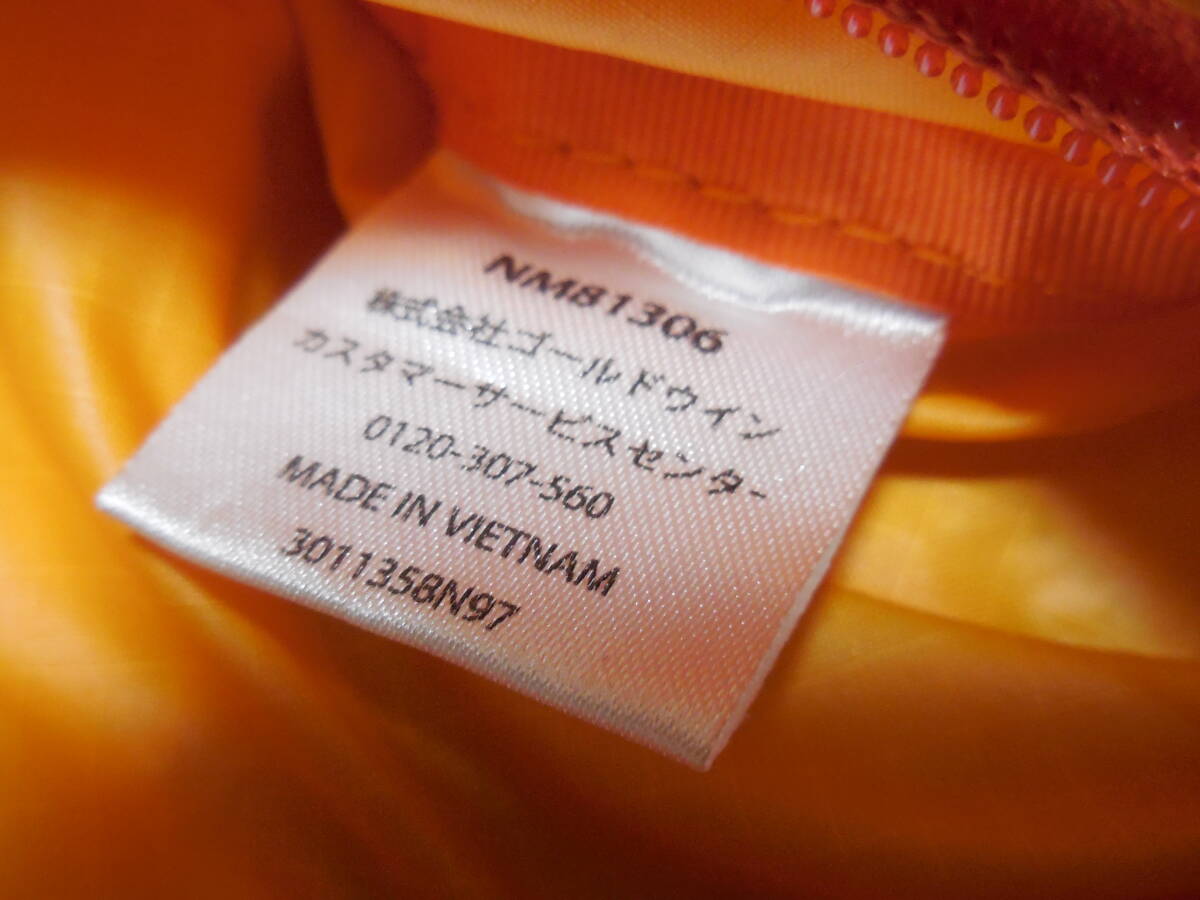 NM81306
株式会社ゴールドウイン
カスタマーサービスセンター
0120-307-560
MADE IN VIETNAM
3011358N97